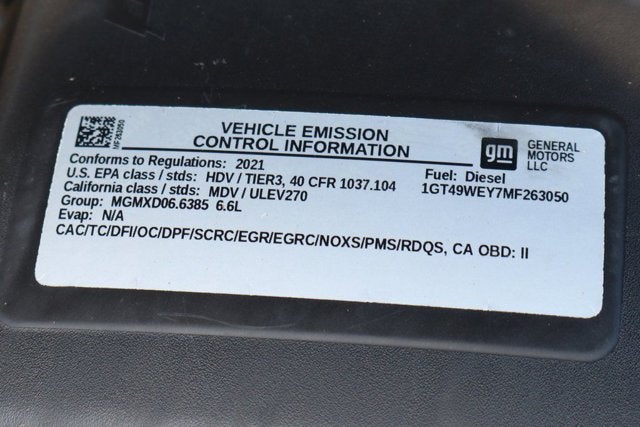 MF263050
VEHICLE EMISSION
CONTROL INFORMATION
gm
GENERAL
MOTORS
LLC
Conforms to Regulations: 2021
U.S. EPA class / stds: HDV / TIER3, 40 CFR 1037.104
California class / stds: MDV / ULEV270
Group: MGMXD06.6385 6.6L
Evap: N/A
Fuel: Diesel
1GT49WEY7MF263050
CAC/TC/DFI/OC/DPF/SCRC/EGR/EGRC/NOXS/PMS/RDQS, CA OBD: II